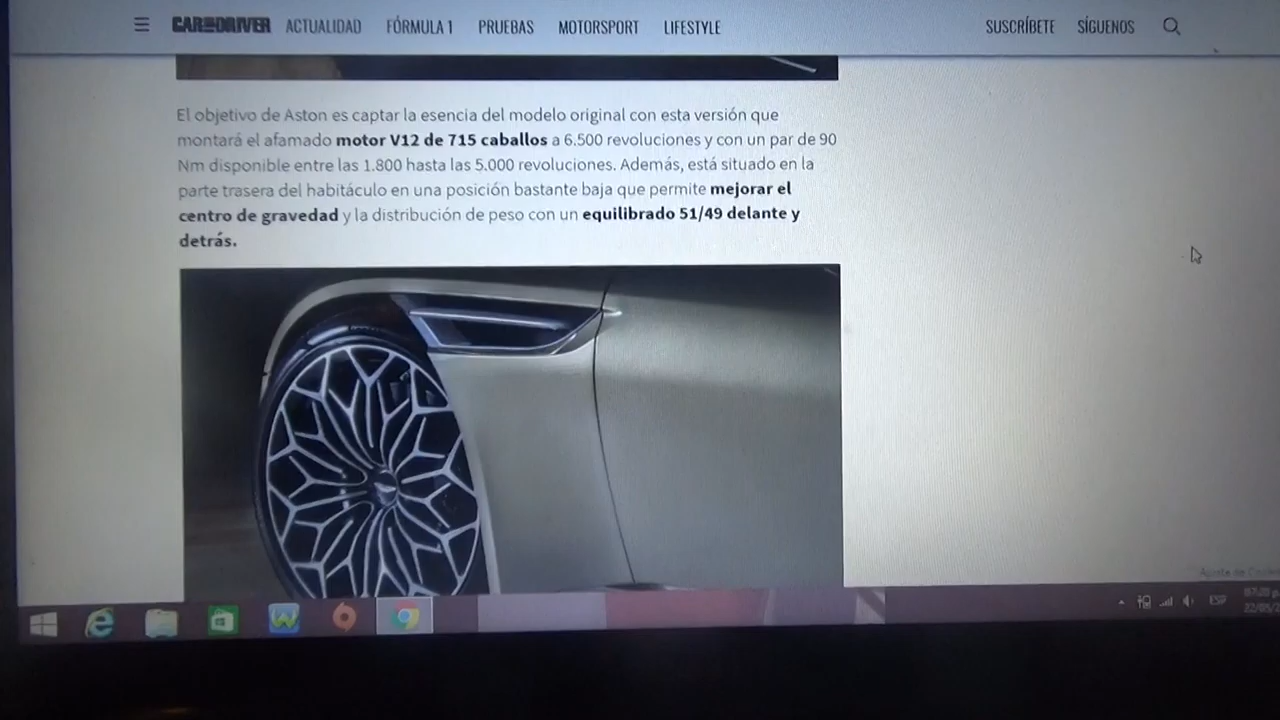 CAR AND DRIVER ACTUALIDAD FÓRMULA 1 PRUEBAS MOTORSPORT LIFESTYLE SUSCRÍBETE SÍGUENOS
El objetivo de Aston es captar la esencia del modelo original con esta versión que
montará el afamado motor V12 de 715 caballos a 6.500 revoluciones y con un par de 90
Nm disponible entre las 1.800 hasta las 5.000 revoluciones. Además, está situado en la
parte trasera del habitáculo en una posición bastante baja que permite mejorar el
centro de gravedad y la distribución de peso con un equilibrado 51/49 delante y
detrás.
ESP